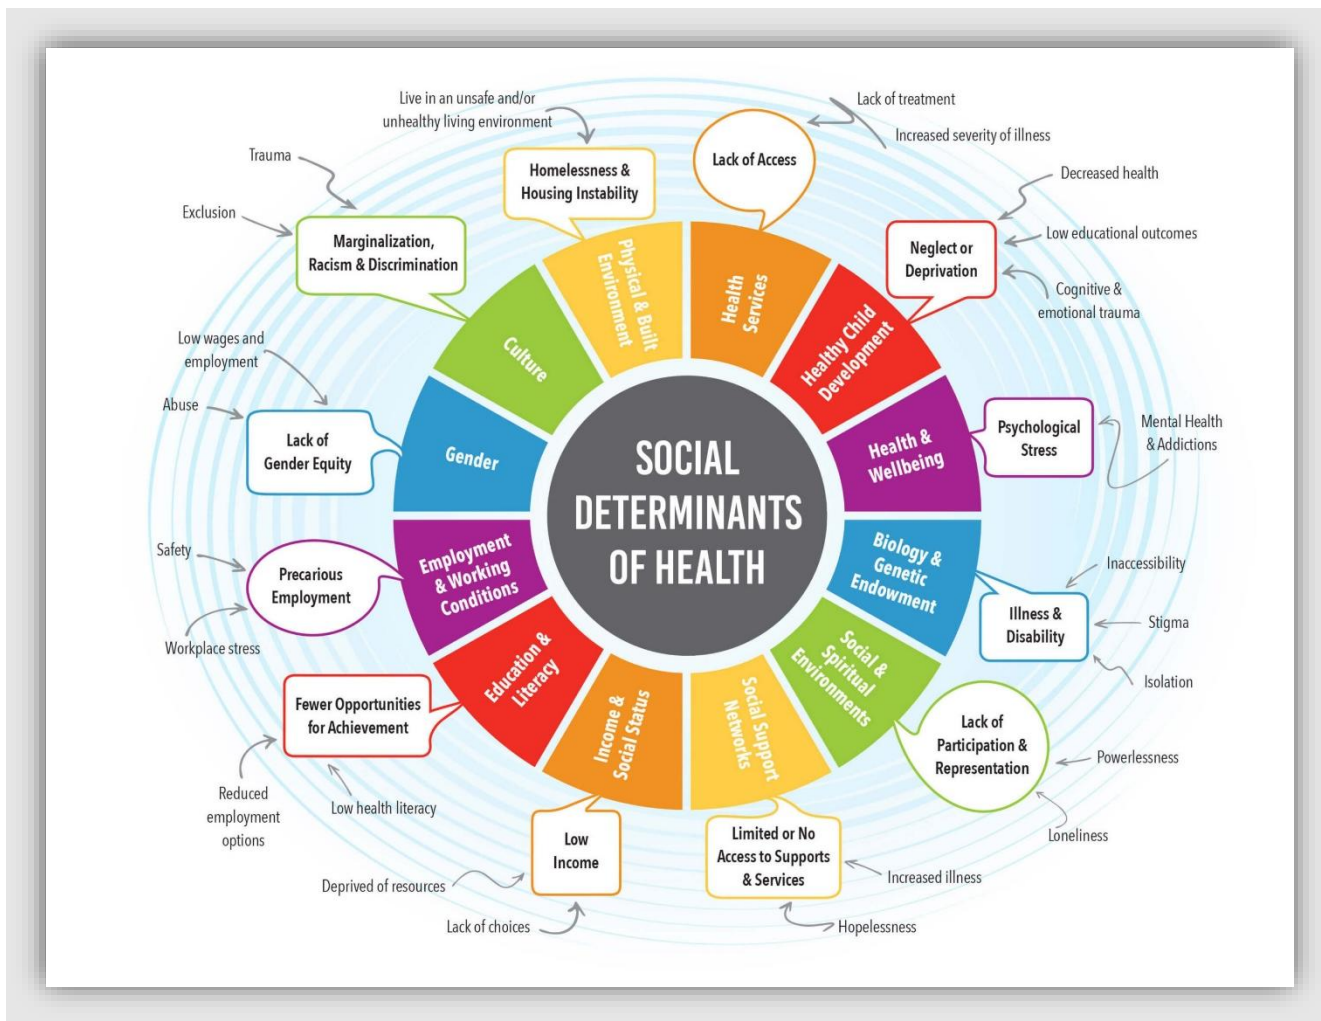 SOCIAL
DETERMINANTS
OF HEALTH
Health
Services
Lack of Access
Lack of treatment
Increased severity of illness
Healthy Child
Development
Neglect or
Deprivation
Decreased health
Low educational outcomes
Cognitive &
emotional trauma
Health &
Wellbeing
Psychological
Stress
Mental Health
& Addictions
Biology &
Genetic
Endowment
Illness &
Disability
Inaccessibility
Stigma
Isolation
Social &
Spiritual
Environments
Lack of
Participation &
Representation
Powerlessness
Loneliness
Social Support
Networks
Limited or No
Access to Supports
& Services
Increased illness
Hopelessness
Income &
Social Status
Low
Income
Deprived of resources
Lack of choices
Education &
Literacy
Fewer Opportunities
for Achievement
Reduced
employment
options
Low health literacy
Employment
& Working
Conditions
Precarious
Employment
Safety
Workplace stress
Gender
Lack of
Gender Equity
Low wages and
employment
Abuse
Culture
Marginalization,
Racism & Discrimination
Trauma
Exclusion
Physical & Built
Environment
Homelessness &
Housing Instability
Live in an unsafe and/or
unhealthy living environment